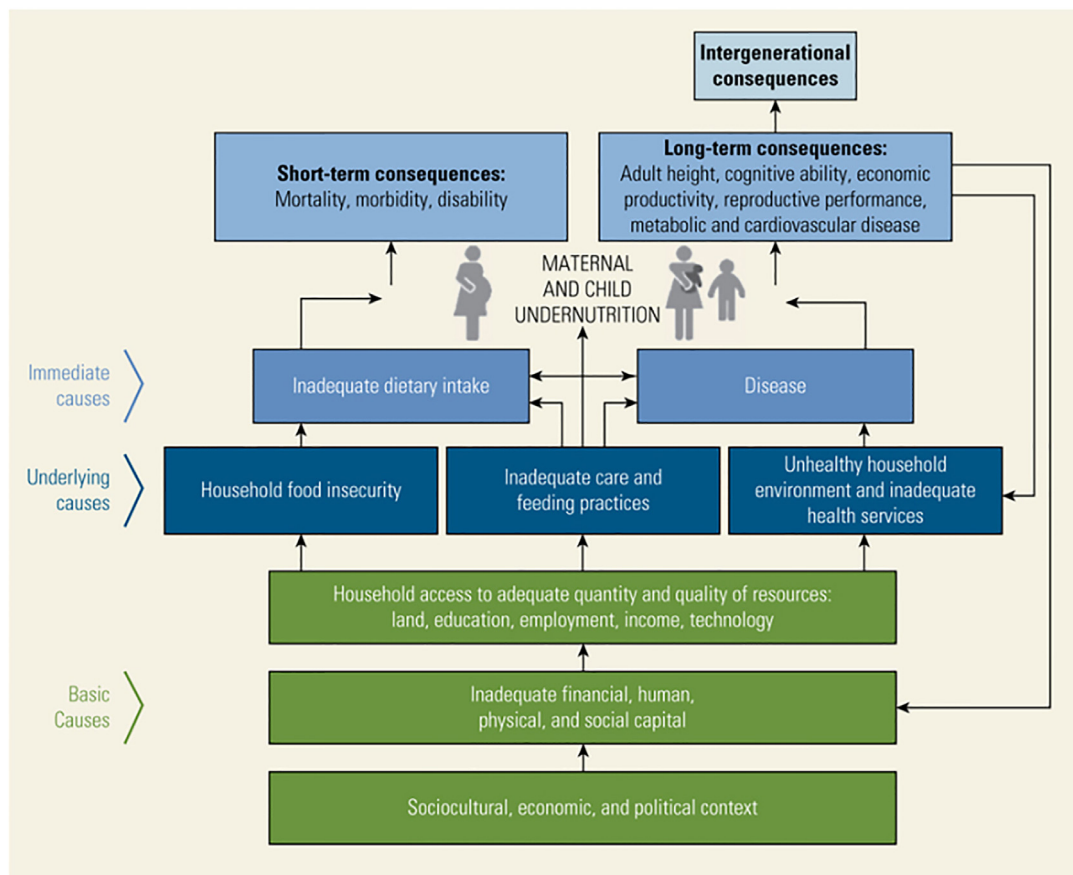 Intergenerational
consequences
Short-term consequences:
Mortality, morbidity, disability
Long-term consequences:
Adult height, cognitive ability, economic
productivity, reproductive performance,
metabolic and cardiovascular disease
MATERNAL
AND CHILD
UNDERNUTRITION
Immediate
causes
Inadequate dietary intake
Disease
Underlying
causes
Household food insecurity
Inadequate care and
feeding practices
Unhealthy household
environment and inadequate
health services
Household access to adequate quantity and quality of resources:
land, education, employment, income, technology
Basic
Causes
Inadequate financial, human,
physical, and social capital
Sociocultural, economic, and political context